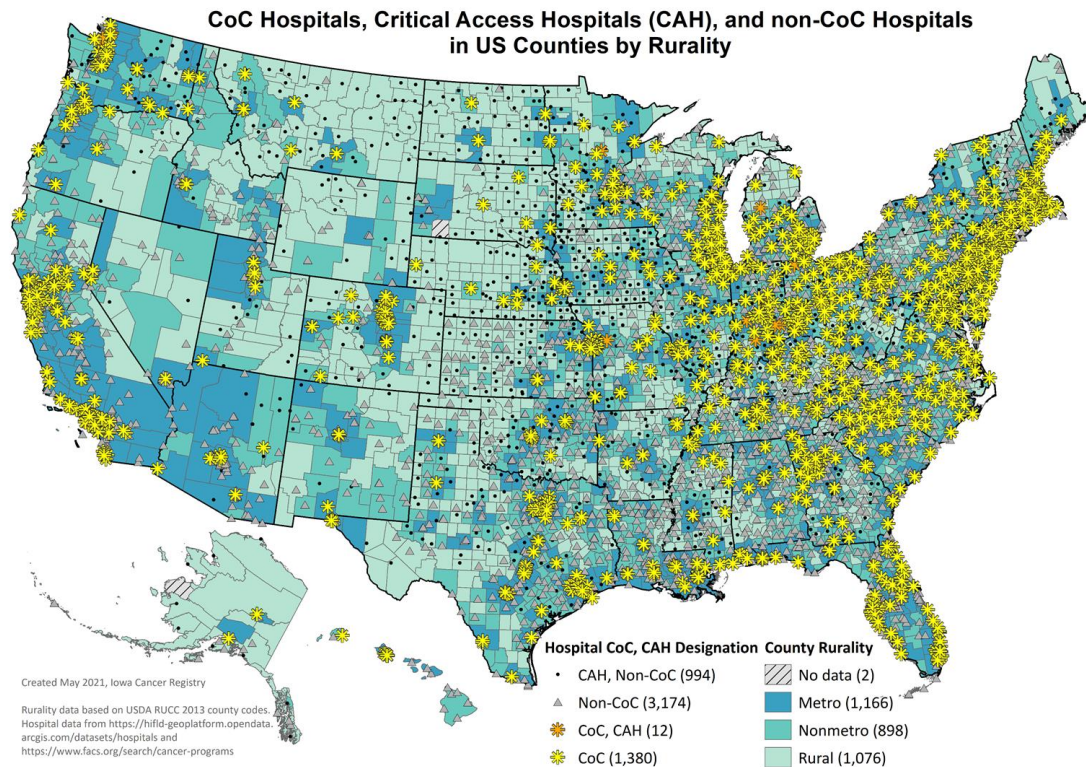 CoC Hospitals, Critical Access Hospitals (CAH), and non-CoC Hospitals
in US Counties by Rurality
Hospital CoC, CAH Designation
CAH, Non-CoC (994)
Non-CoC (3,174)
CoC, CAH (12)
CoC (1,380)
County Rurality
No data (2)
Metro (1,166)
Nonmetro (898)
Rural (1,076)
Created May 2021, Iowa Cancer Registry
Rurality data based on USDA RUCC 2013 county codes.
Hospital data from https://hifld-geoplatform.opendata.
arcgis.com/datasets/hospitals and
https://www.facs.org/search/cancer-programs